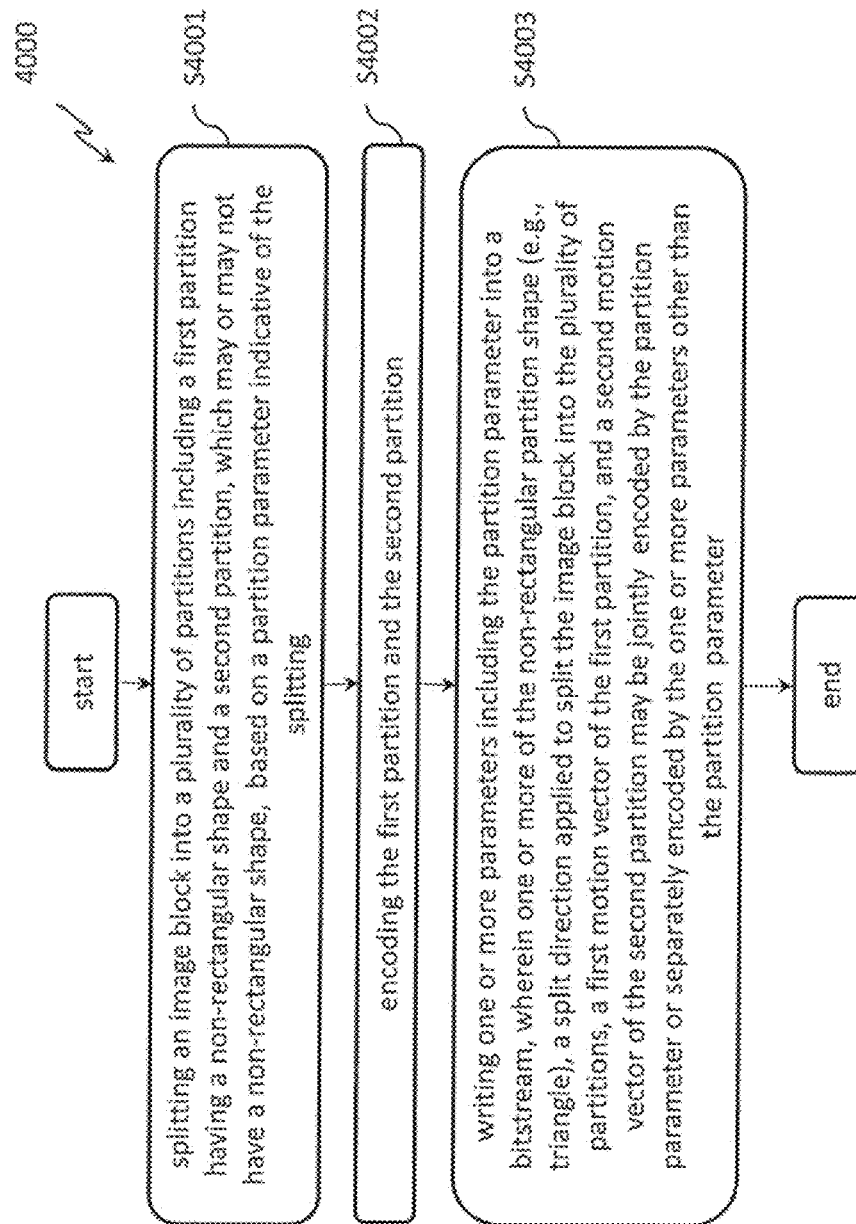 4000
start
S4001
splitting an image block into a plurality of partitions including a first partition
having a non-rectangular shape and a second partition, which may or may not
have a non-rectangular shape, based on a partition parameter indicative of the
splitting
S4002
encoding the first partition and the second partition
S4003
writing one or more parameters including the partition parameter into a
bitstream, wherein one or more of the non-rectangular partition shape (e.g.,
triangle), a split direction applied to split the image block into the plurality of
partitions, a first motion vector of the first partition, and a second motion
vector of the second partition may be jointly encoded by the partition
parameter or separately encoded by the one or more parameters other than
the partition parameter
end